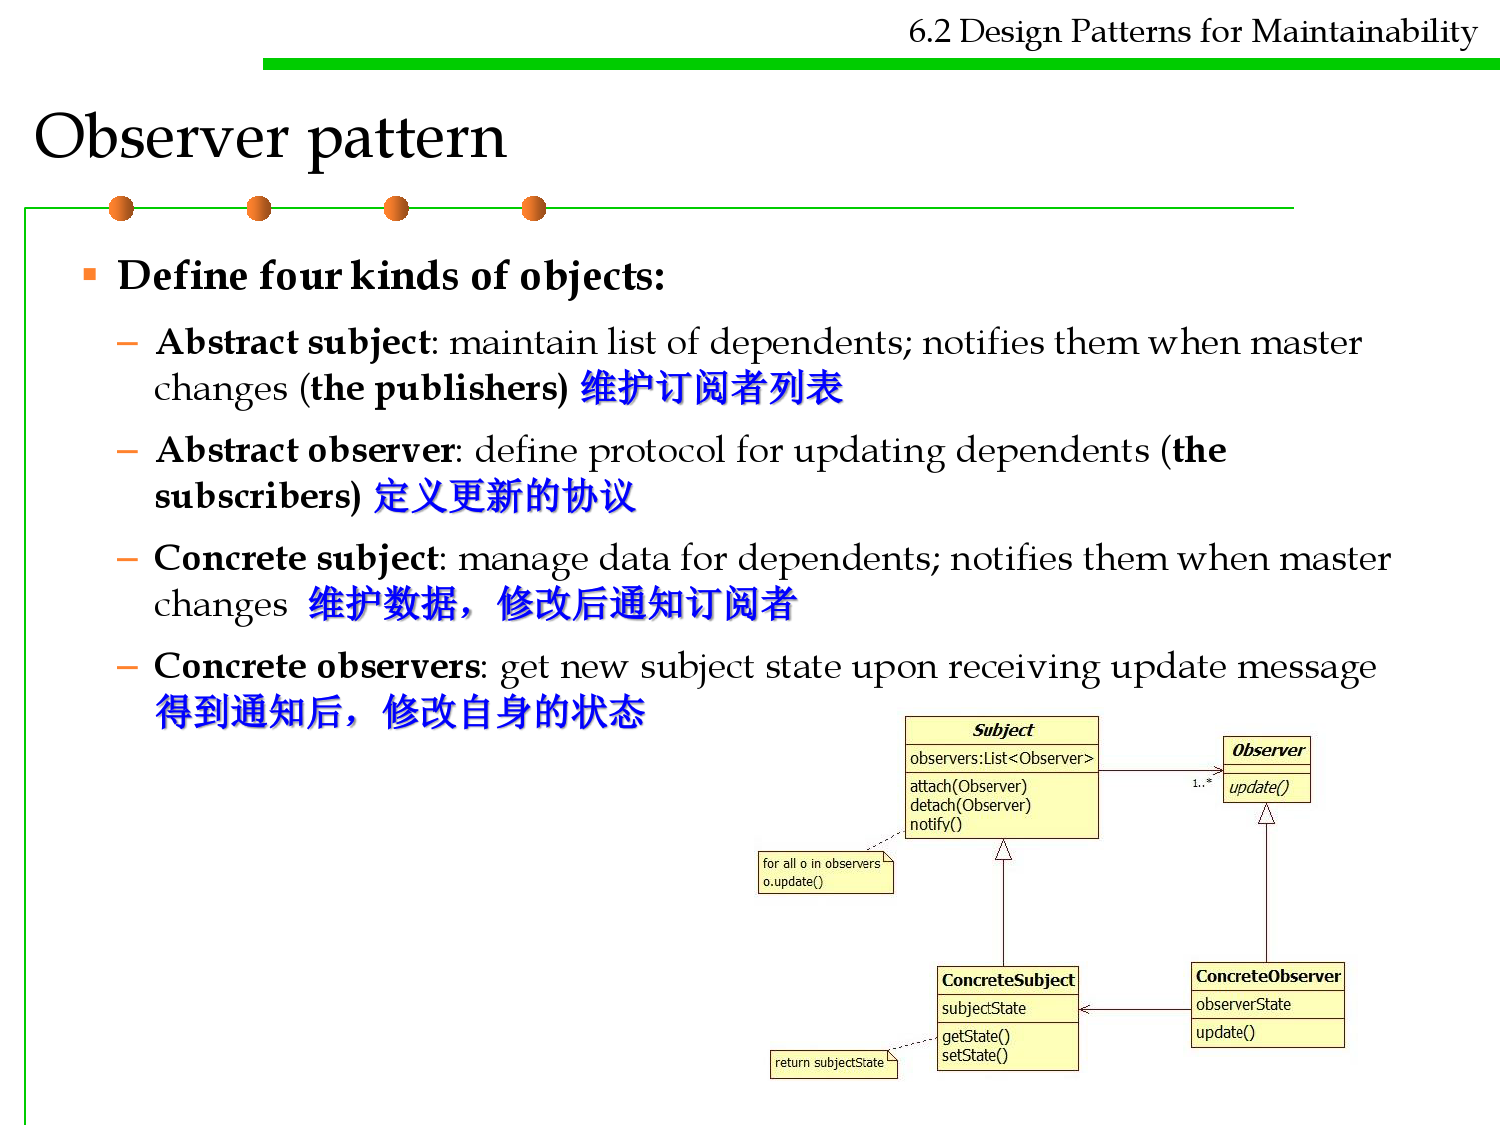 6.2 Design Patterns for Maintainability
Observer pattern
▪ Define four kinds of objects:
– Abstract subject: maintain list of dependents; notifies them when master
changes (the publishers) 维护订阅者列表
– Abstract observer: define protocol for updating dependents (the
subscribers) 定义更新的协议
– Concrete subject: manage data for dependents; notifies them when master
changes 维护数据，修改后通知订阅者
– Concrete observers: get new subject state upon receiving update message
得到通知后，修改自身的状态
Subject
observers:List<Observer>
attach(Observer)
detach(Observer)
notify()
1..*
Observer
update()
for all o in observers
o.update()
ConcreteSubject
subjectState
getState()
setState()
return subjectState
ConcreteObserver
observerState
update()